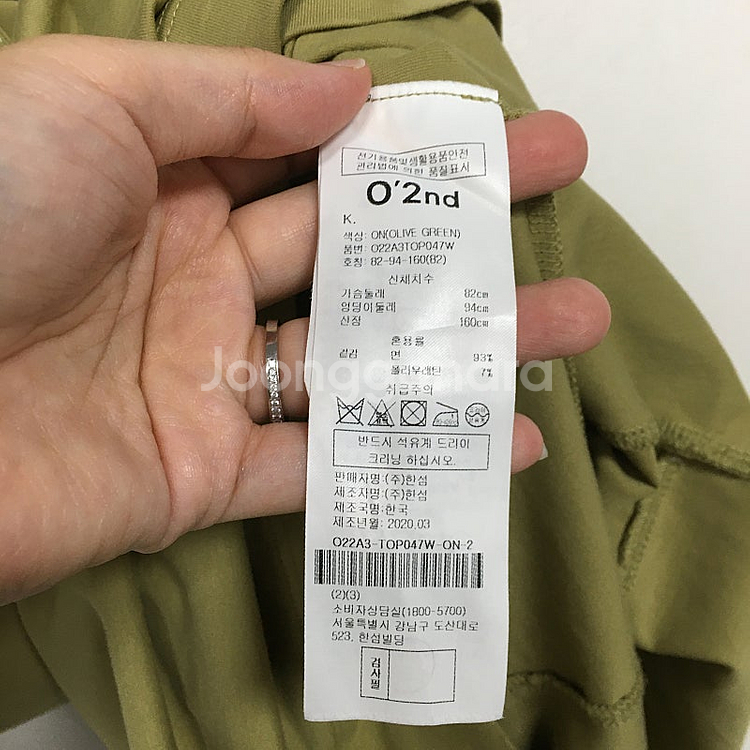 전기용품및생활용품안전
관리법에 의한 품질표시
O'2nd
K.
색상: ON(OLIVE GREEN)
품번: O22A3TOP047W
호칭: 82-94-160(82)
신체치수
가슴둘레 82cm
엉덩이둘레 94cm
신장 160cm
혼용률
겉감 면 93%
폴리우레탄 7%
Joonggonara
취급주의
반드시 석유계 드라이
크리닝 하십시오.
판매자명:(주)한섬
제조자명:(주)한섬
제조국명:한국
제조년월: 2020.03
O22A3-TOP047W-ON-2
(2)(3)
소비자상담실(1800-5700)
서울특별시 강남구 도산대로
523, 한섬빌딩
검사필